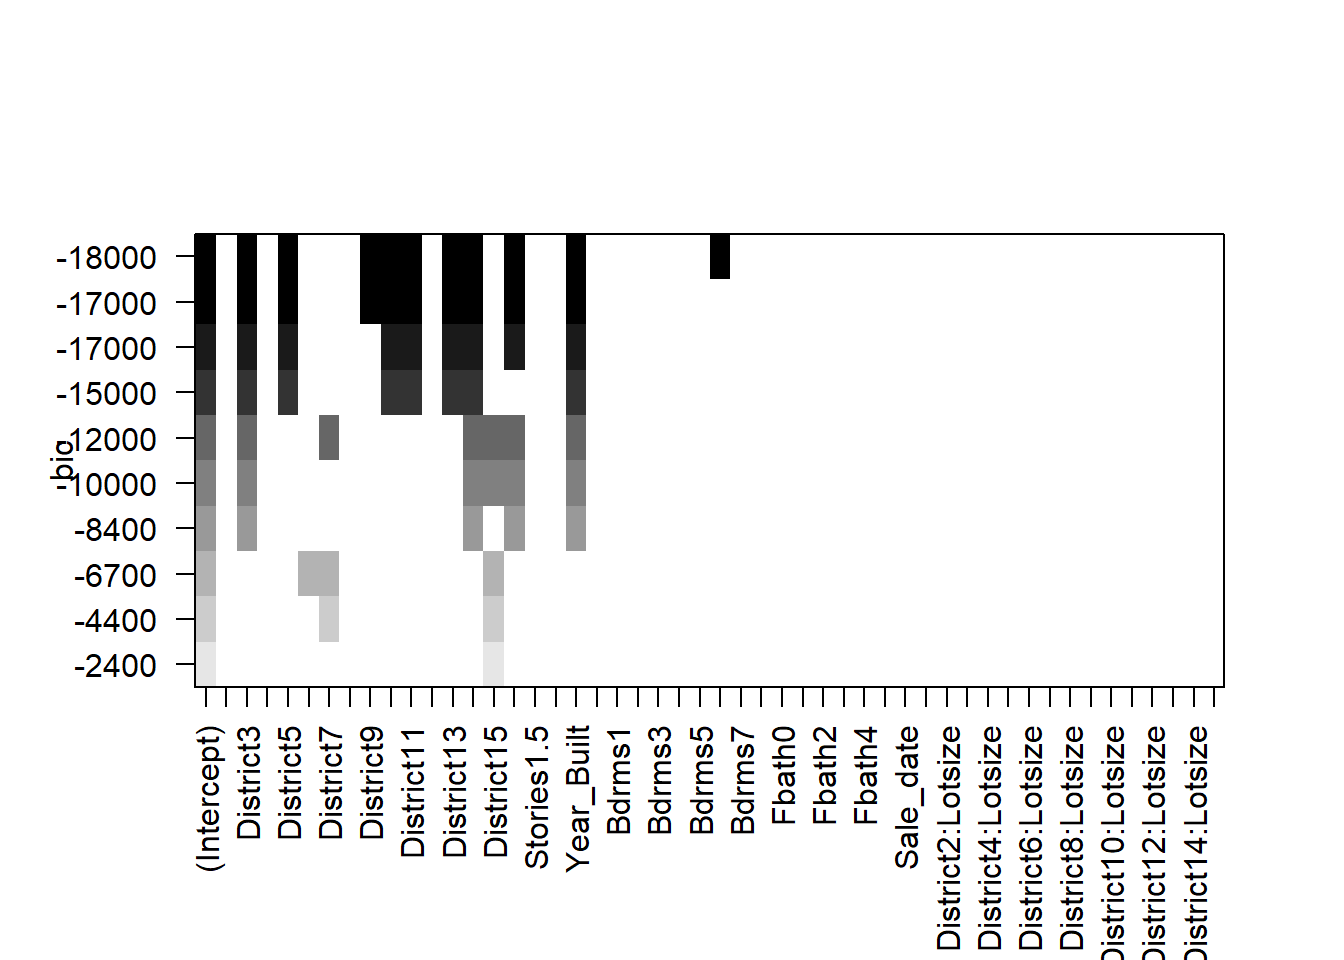 -18000
-17000
-17000
-15000
-12000
-10000
-8400
-6700
-4400
-2400
bic
(Intercept)
District3
District5
District7
District9
District11
District13
District15
Stories1.5
Year_Built
Bdrms1
Bdrms3
Bdrms5
Bdrms7
Fbath0
Fbath2
Fbath4
Sale_date
District2:Lotsize
District4:Lotsize
District6:Lotsize
District8:Lotsize
District10:Lotsize
District12:Lotsize
District14:Lotsize